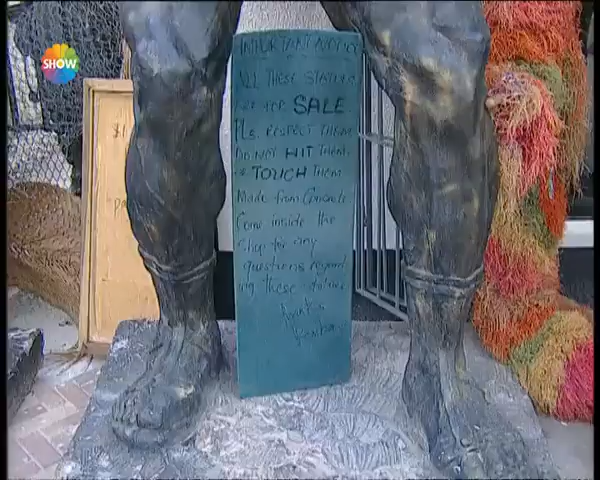 SHOW
IMPORTANT NOTICE
ALL THESE STATUES
ARE FOR SALE
PLS. RESPECT THEM
DO NOT HIT THEM
TOUCH THEM
MADE FROM CONCRETE
COME INSIDE THE
SHOP FOR ANY
QUESTIONS REGARD
ING THESE STATUES